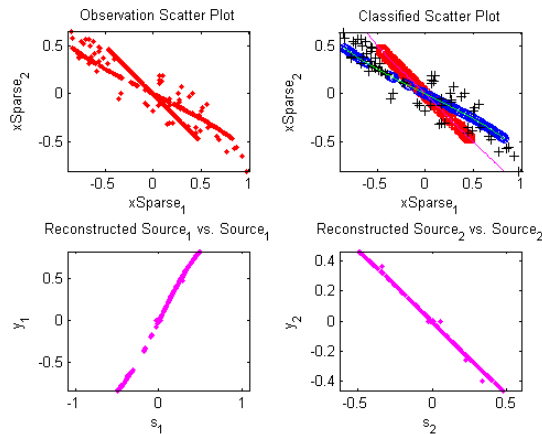 Observation Scatter Plot
0.5
0
-0.5
xSparse2
-0.5 0 0.5 1
xSparse1
Classified Scatter Plot
0.5
0
-0.5
xSparse2
-0.5 0 0.5 1
xSparse1
Reconstructed Source1 vs. Source1
0.5
0
-0.5
y1
-1 0 1
s1
Reconstructed Source2 vs. Source2
0.4
0.2
0
-0.2
-0.4
y2
-0.5 0 0.5
s2